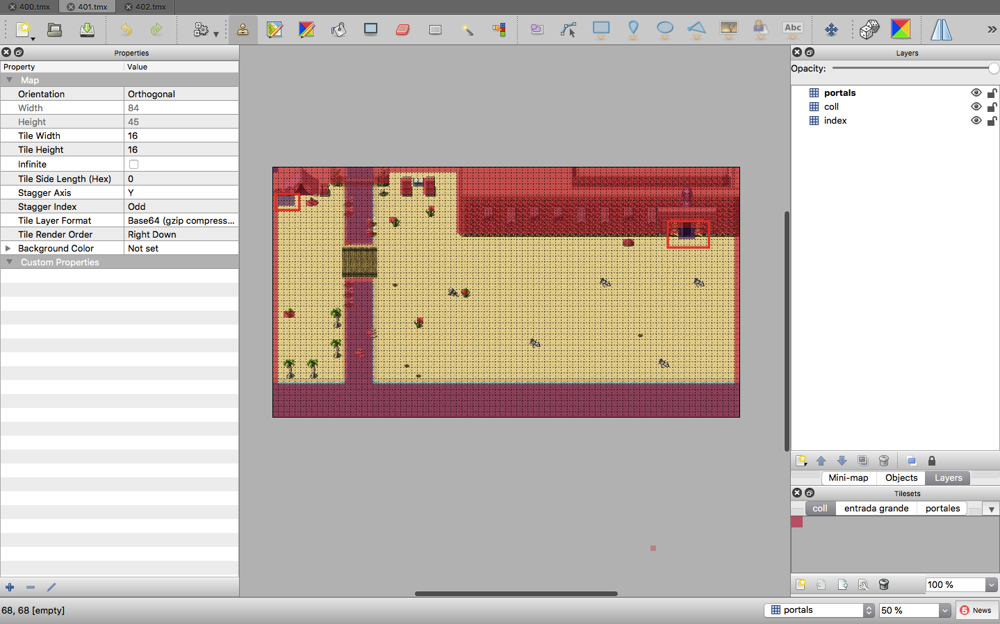 400.tmx 401.tmx 402.tmx
Abc
Properties
Property Value
Map
Orientation Orthogonal
Width 84
Height 45
Tile Width 16
Tile Height 16
Infinite
Tile Side Length (Hex) 0
Stagger Axis Y
Stagger Index Odd
Tile Layer Format Base64 (gzip compress...
Tile Render Order Right Down
Background Color Not set
Custom Properties
Layers
Opacity:
portals
coll
index
Mini-map Objects Layers
Tilesets
coll entrada grande portales
100 %
68, 68 [empty]
portals 50 % 5 News